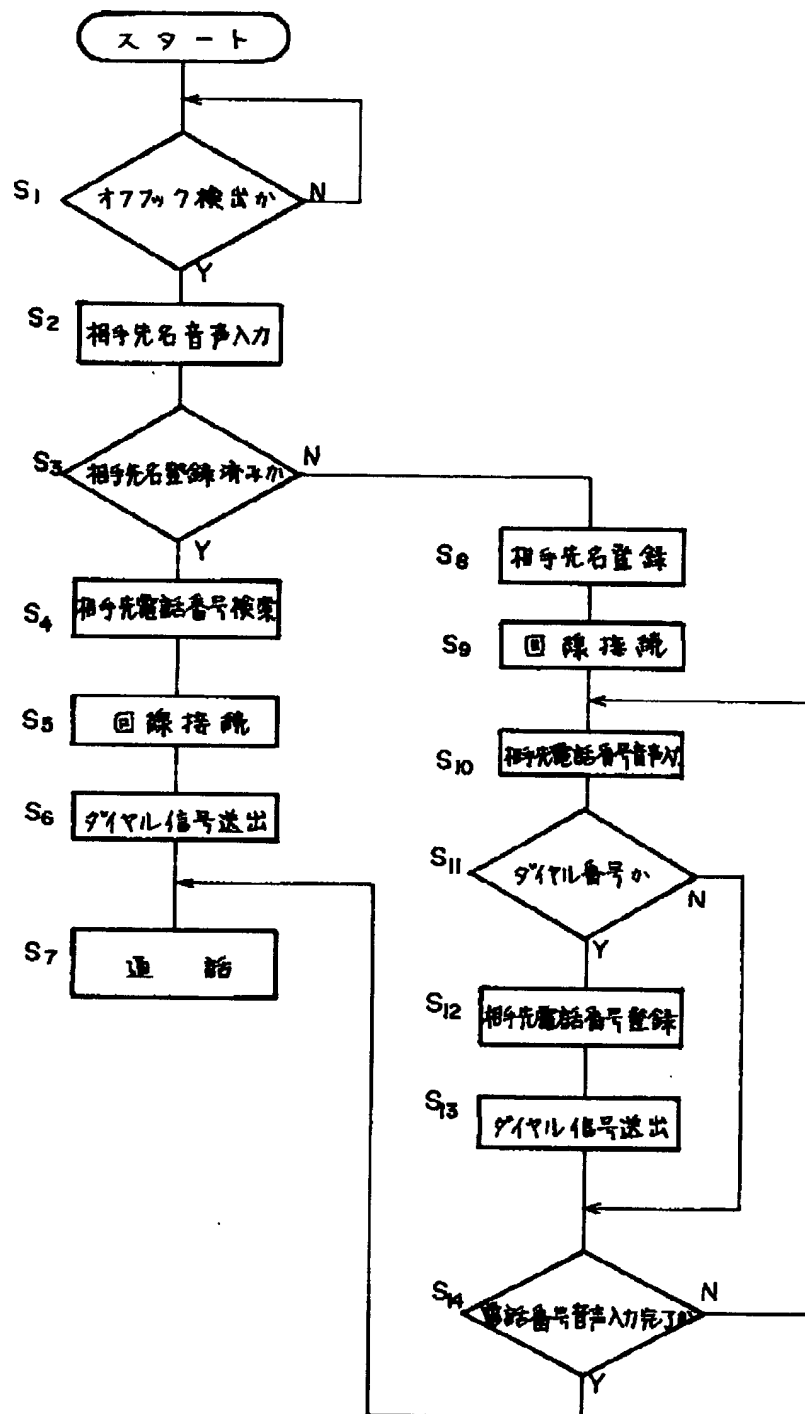 スタート
S1
オフフック検出か
N
Y
S2
相手先名音声入力
S3
相手先名登録済みか
N
Y
S4
相手先電話番号検索
S5
回線接続
S6
ダイヤル信号送出
S7
通話
S8
相手先名登録
S9
回線接続
S10
相手先電話番号音声入力
S11
ダイヤル番号か
N
Y
S12
相手先電話番号登録
S13
ダイヤル信号送出
S14
電話番号音声入力完了か
N
Y